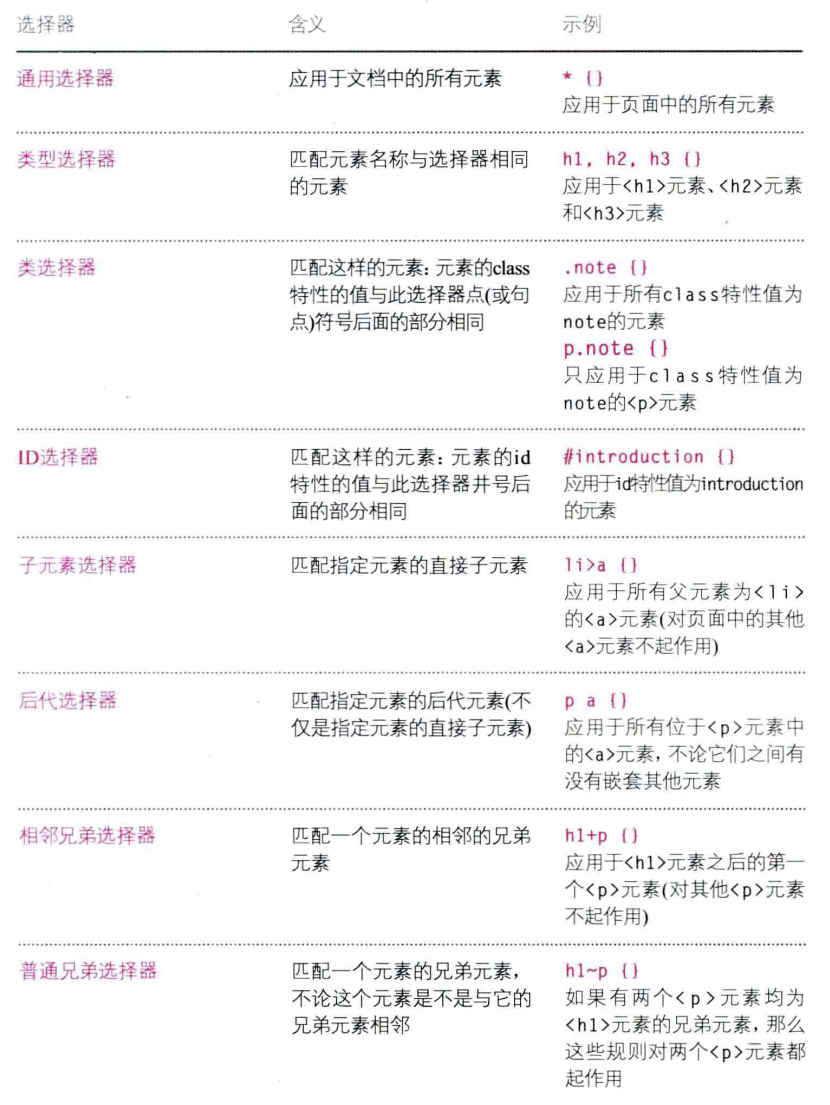 选择器 含义 示例
通用选择器 应用于文档中的所有元素 * {}
应用于页面中的所有元素
类型选择器 匹配元素名称与选择器相同 h1, h2, h3 {}
的元素 应用于<h1>元素、<h2>元素
和<h3>元素
类选择器 匹配这样的元素：元素的class .note {}
特性的值与此选择器点(或句 应用于所有class特性值为
点)符号后面的部分相同 note的元素
p.note {}
只应用于class特性值为
note的<p>元素
ID选择器 匹配这样的元素：元素的id #introduction {}
特性的值与此选择器井号后 应用于id特性值为introduction
面的部分相同 的元素
子元素选择器 匹配指定元素的直接子元素 li>a {}
应用于所有父元素为<li>
的<a>元素(对页面中的其他
<a>元素不起作用)
后代选择器 匹配指定元素的后代元素(不 p a {}
仅是指定元素的直接子元素) 应用于所有位于<p>元素中
的<a>元素，不论它们之间有
没有嵌套其他元素
相邻兄弟选择器 匹配一个元素的相邻的兄弟 h1+p {}
元素 应用于<h1>元素之后的第一
个<p>元素(对其他<p>元素
不起作用)
普通兄弟选择器 匹配一个元素的兄弟元素， h1~p {}
不论这个元素是不是与它的 如果有两个<p>元素均为
兄弟元素相邻 <h1>元素的兄弟元素，那么
这些规则对两个<p>元素都
起作用